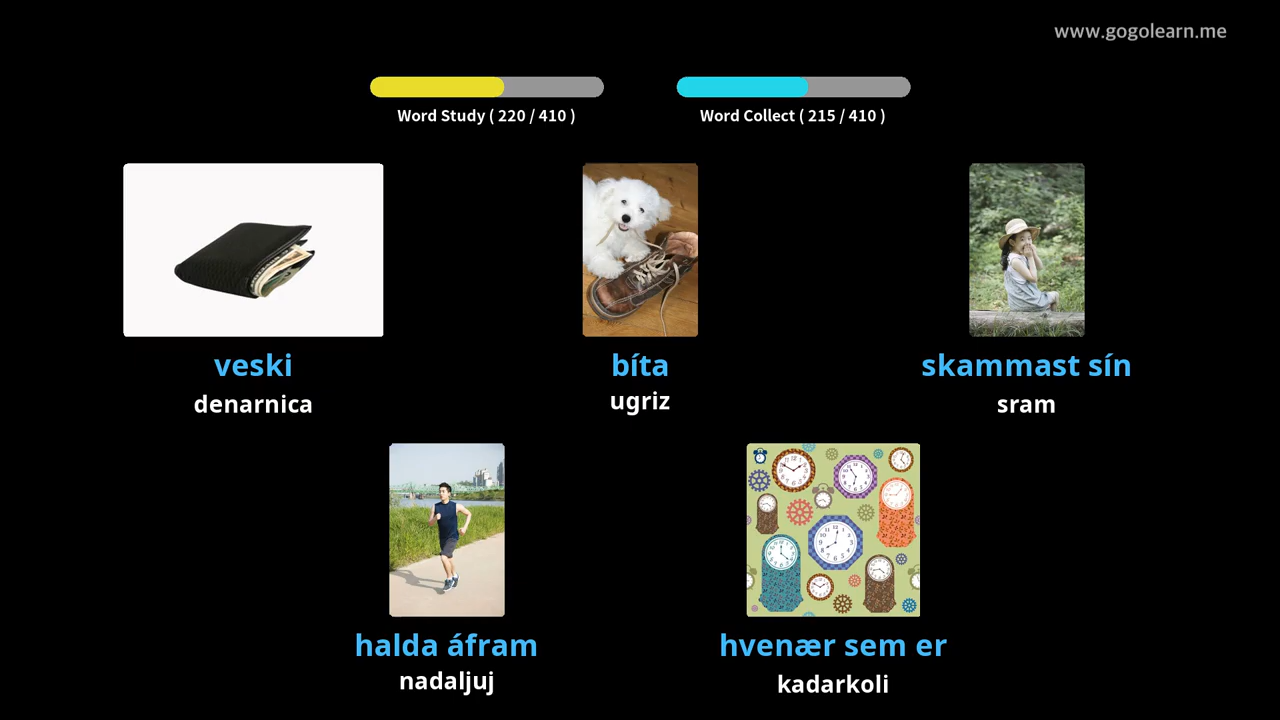 www.gogolearn.me
Word Study ( 220 / 410 )
Word Collect ( 215 / 410 )
veski
denarnica
bíta
ugriz
skammast sín
sram
halda áfram
nadaljuj
hvenær sem er
kadarkoli